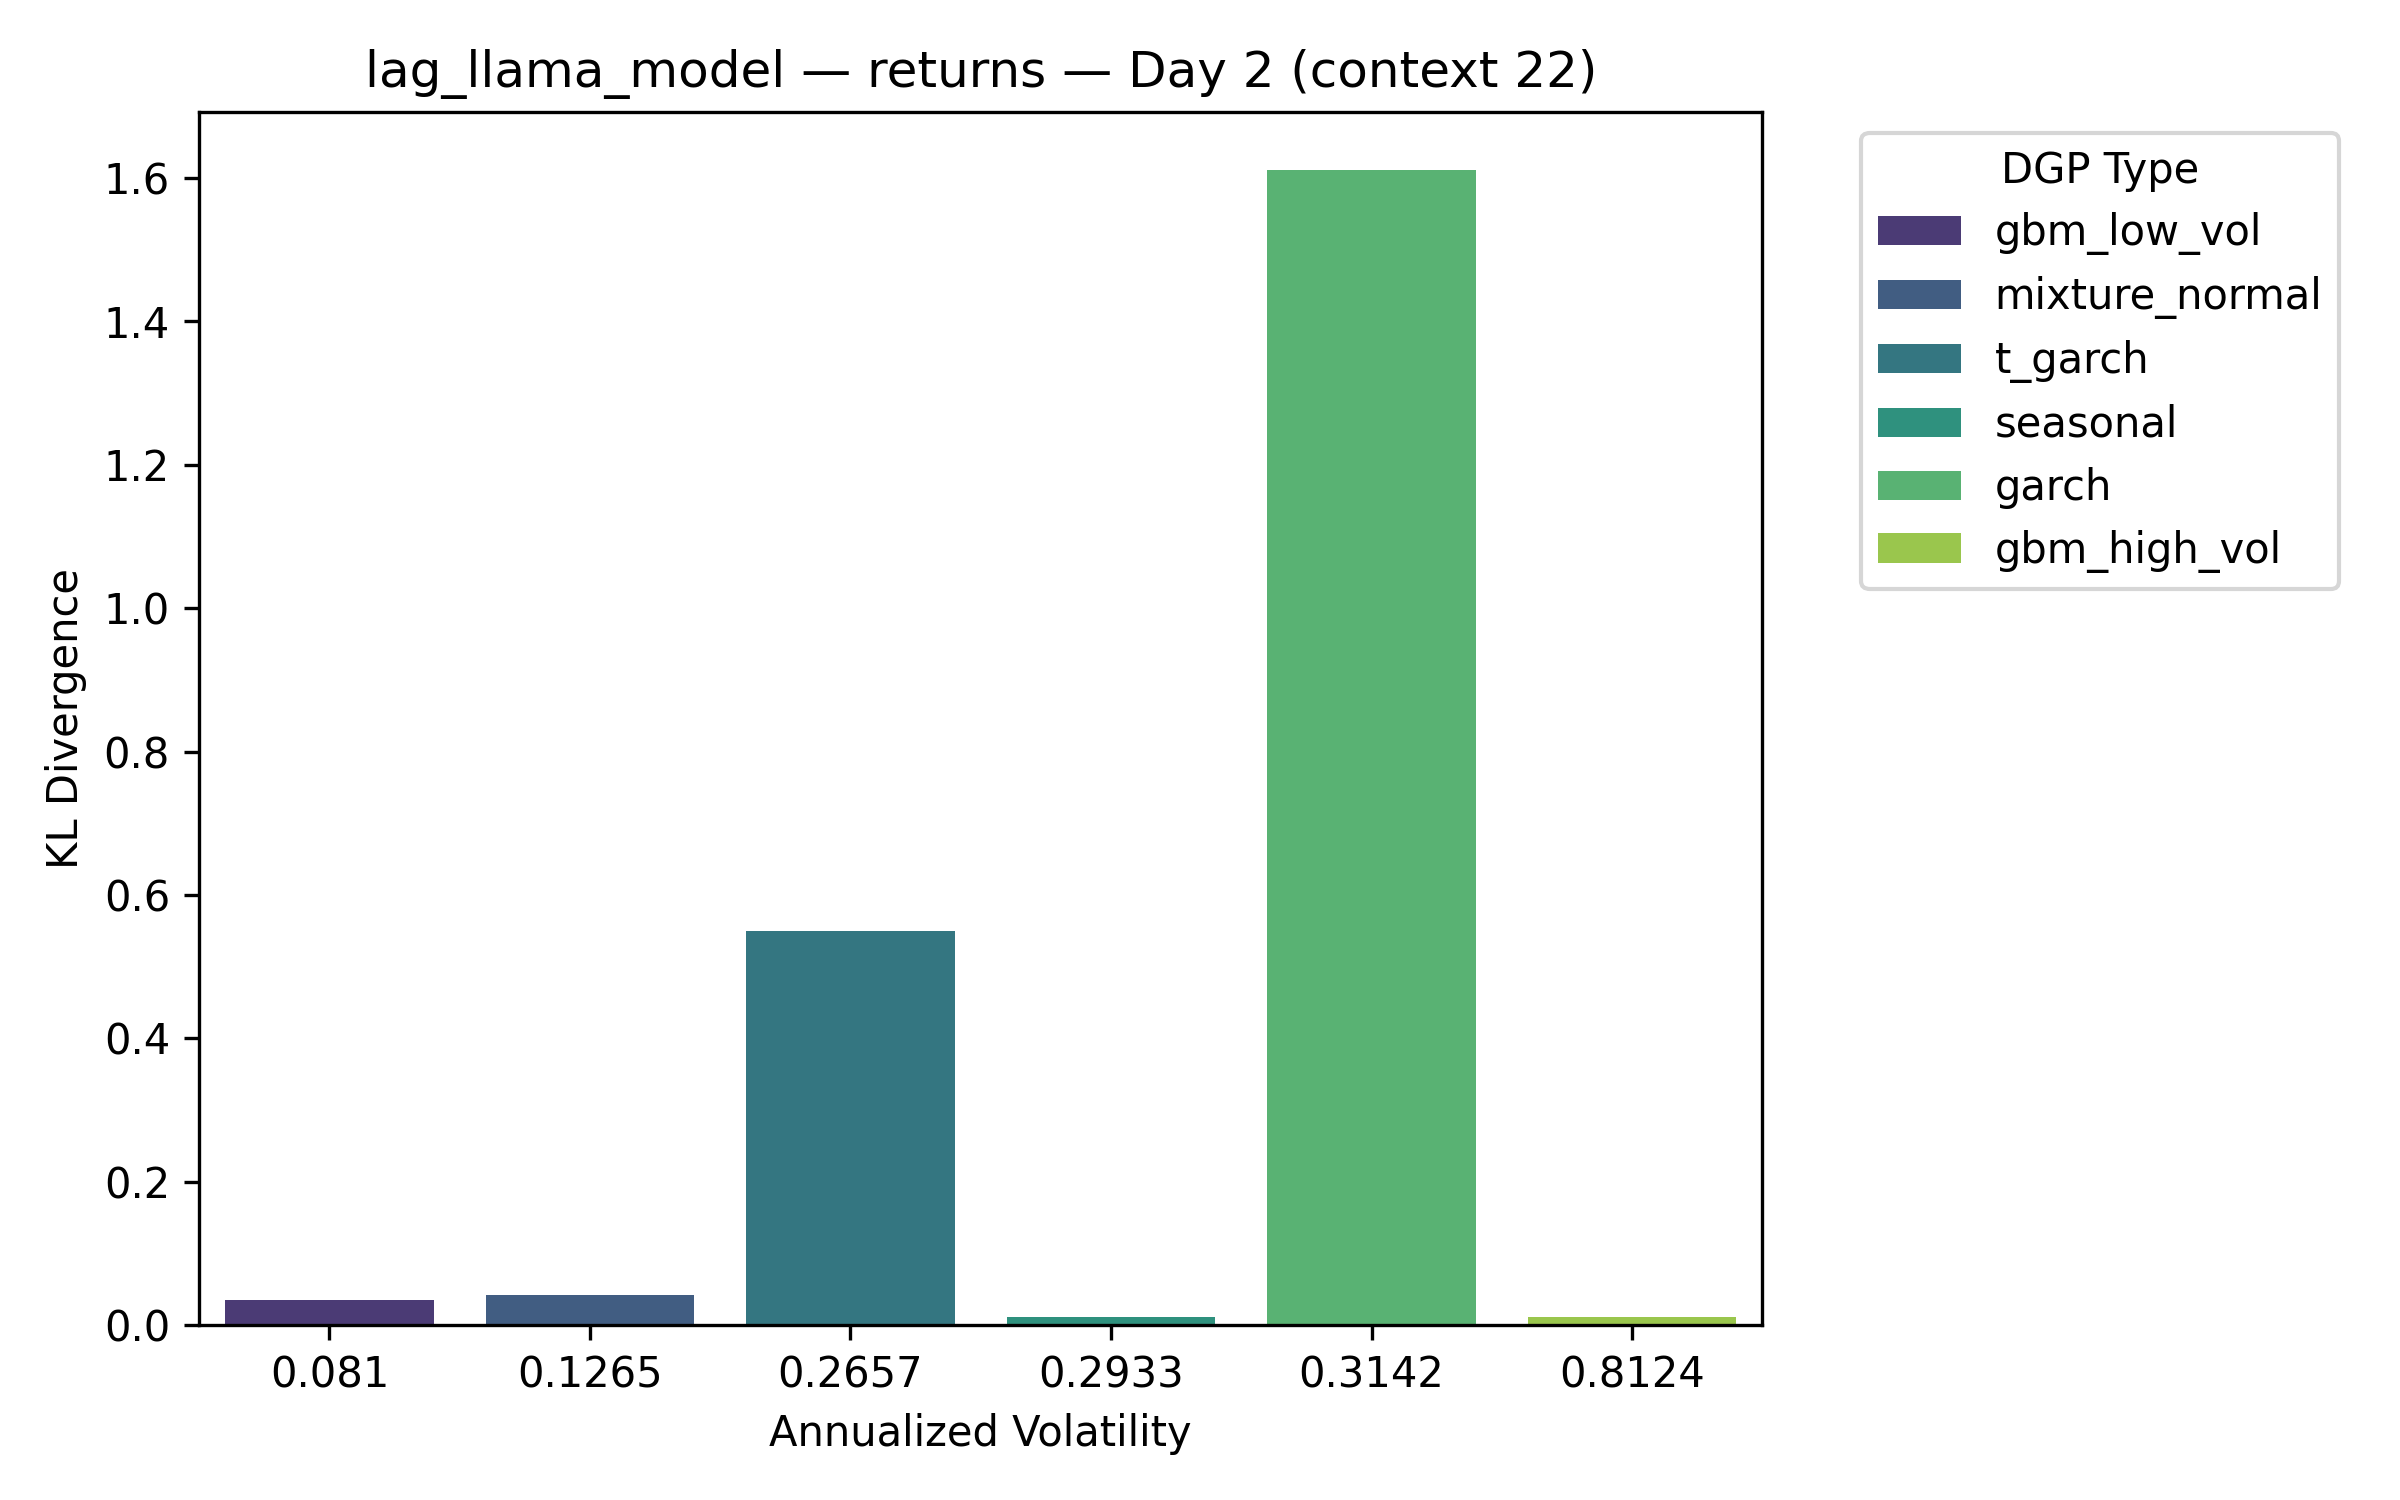 lag_llama_model — returns — Day 2 (context 22)
KL Divergence
1.6
1.4
1.2
1.0
0.8
0.6
0.4
0.2
0.0
0.081 0.1265 0.2657 0.2933 0.3142 0.8124
Annualized Volatility
DGP Type
gbm_low_vol
mixture_normal
t_garch
seasonal
garch
gbm_high_vol